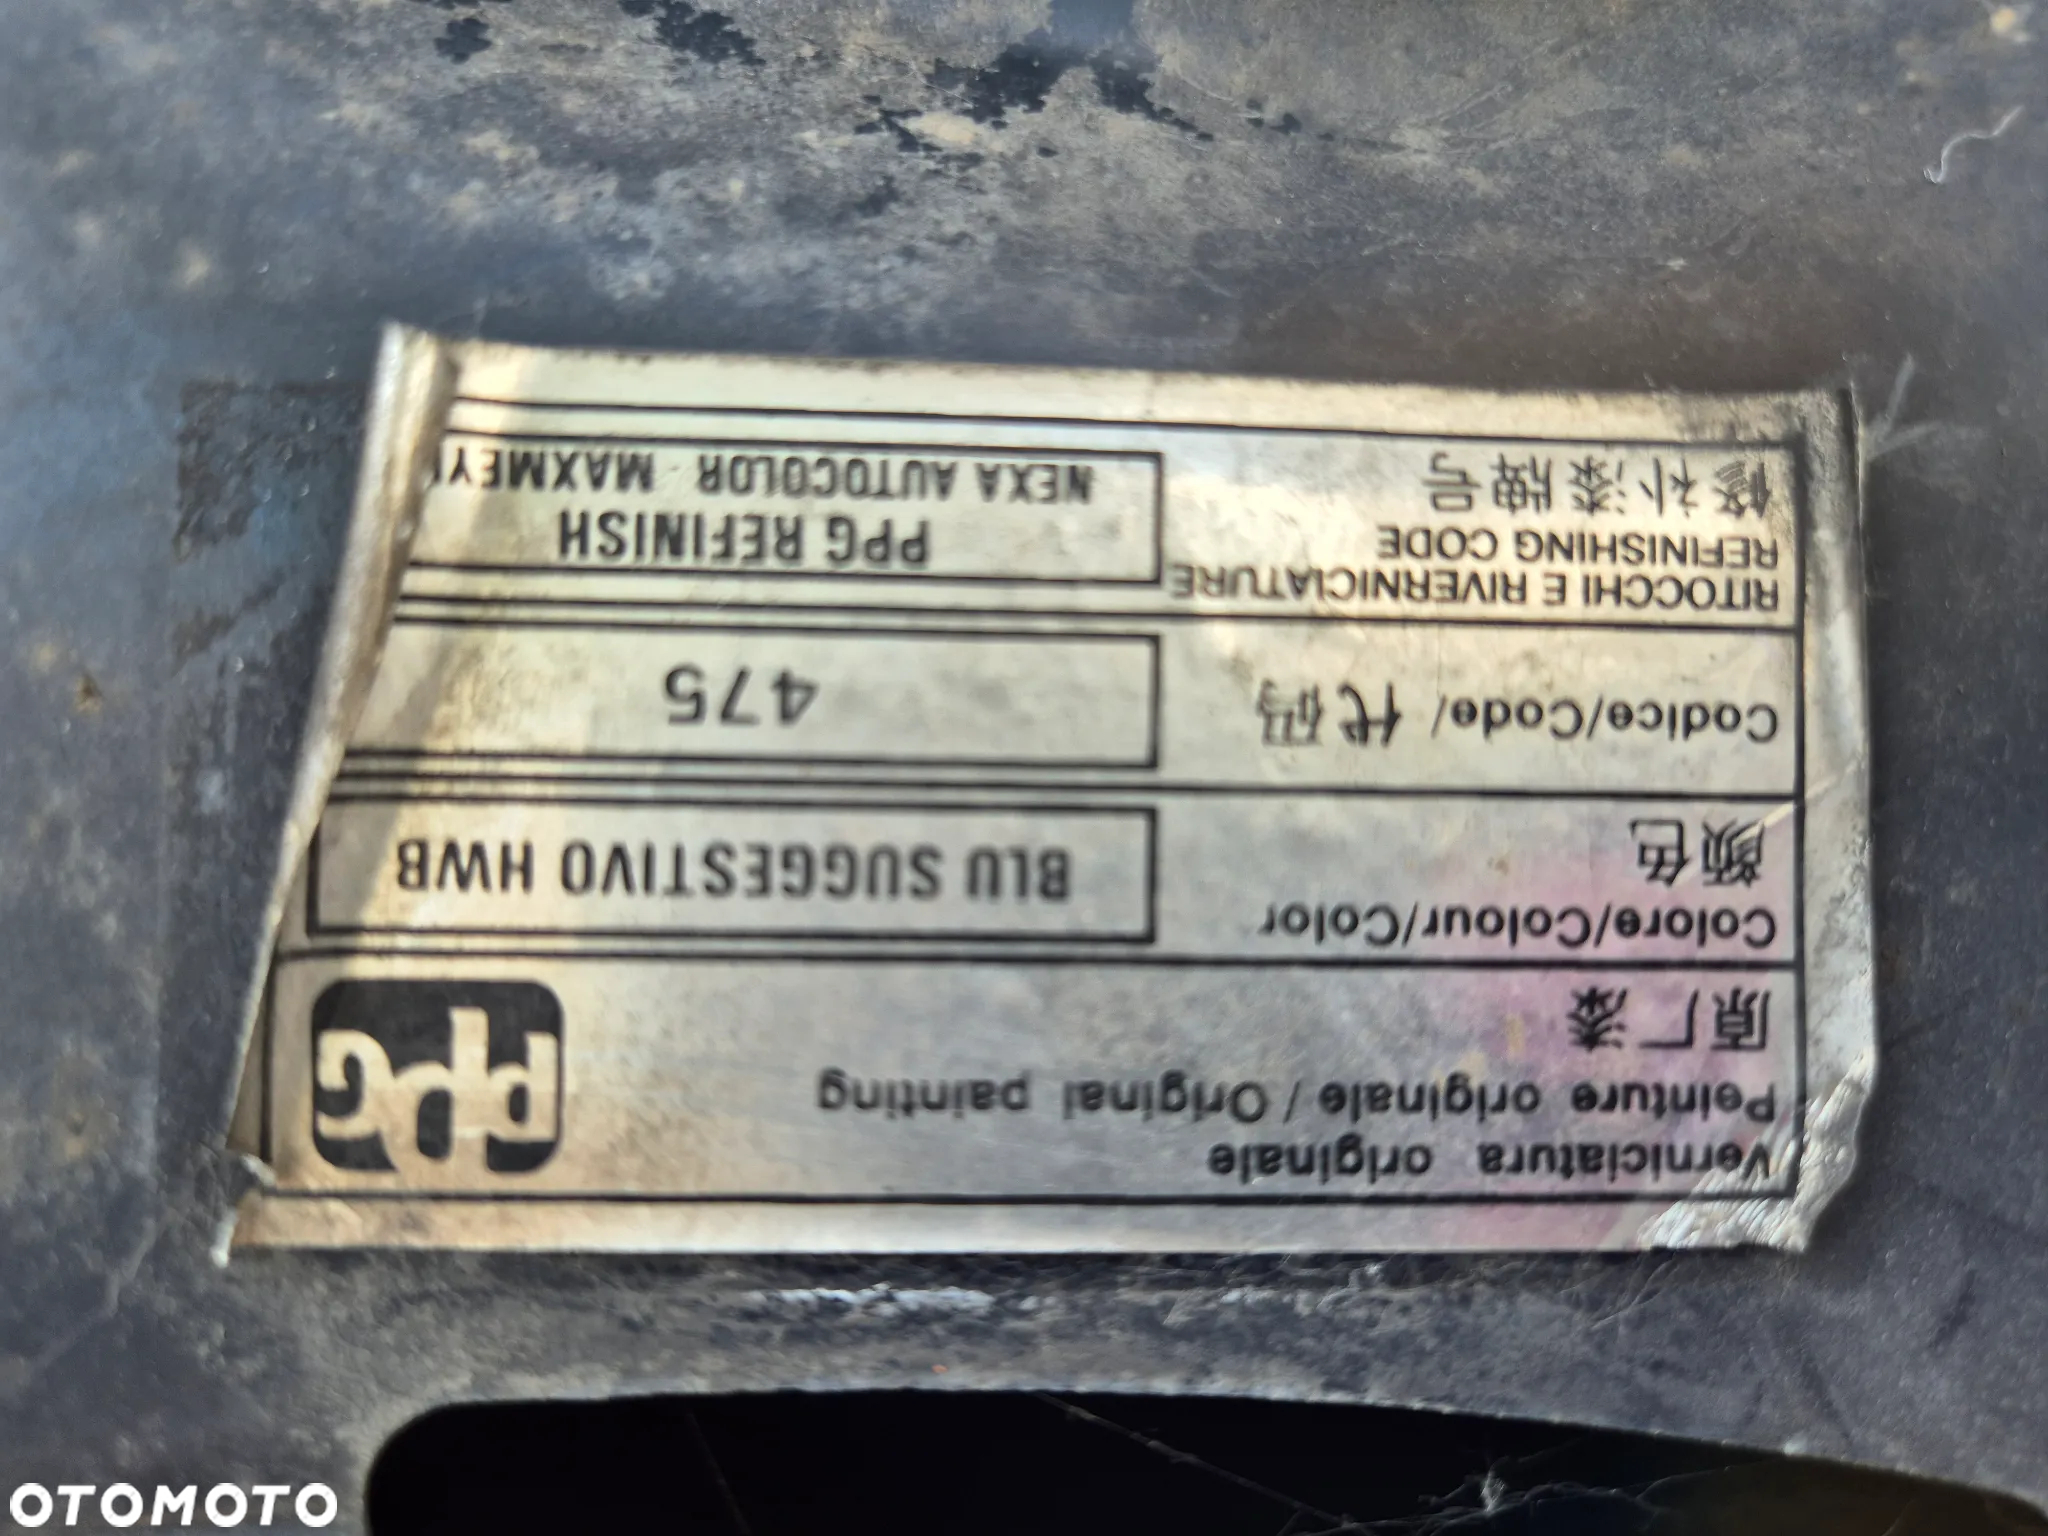 Verniciatura originale
Peinture originale / Original painting
原厂漆
PPG
Colore/Colour/Color
颜色
BLU SUGGESTIVO HWB
Codice/Code/代码
475
RITOCCHI E RIVERNICIATURE
REFINISHING CODE
修补漆牌号
PPG REFINISH
NEXA AUTOCOLOR MAXMEY
OTOMOTO